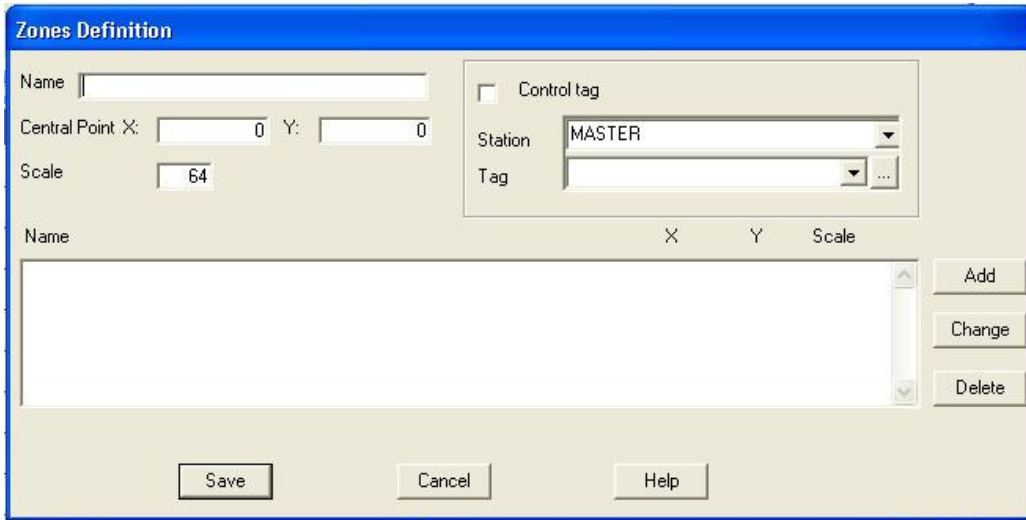 Zones Definition
Name
Central Point X: 0 Y: 0
Scale 64
Control tag
Station MASTER
Tag ...
Name X Y Scale
Add
Change
Delete
Save Cancel Help